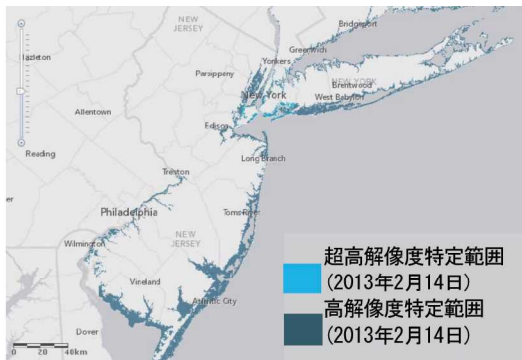 NEW
JERSEY
Bridgeport
Greenwich
Hazleton
Yonkers
Parsippany
NEW YORK
New York
Brentwood
West Babylon
Allentown
Edison
Reading
Long Branch
Trenton
Philadelphia
Toms River
NEW
JERSEY
Wilmington
Vineland
Atlantic City
Dover
0 20 40km
超高解像度特定範囲
(2013年2月14日)
高解像度特定範囲
(2013年2月14日)